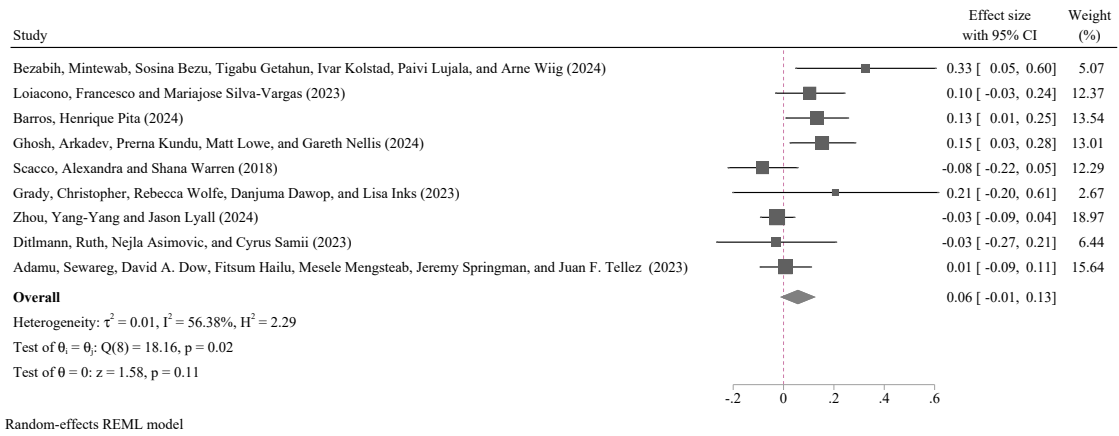 Effect size Weight
Study with 95% CI (%)
Bezabih, Mintewab, Sosina Bezu, Tigabu Getahun, Ivar Kolstad, Paivi Lujala, and Arne Wiig (2024) 0.33 [ 0.05, 0.60] 5.07
Loiacono, Francesco and Mariajose Silva-Vargas (2023) 0.10 [ -0.03, 0.24] 12.37
Barros, Henrique Pita (2024) 0.13 [ 0.01, 0.25] 13.54
Ghosh, Arkadev, Prerna Kundu, Matt Lowe, and Gareth Nellis (2024) 0.15 [ 0.03, 0.28] 13.01
Scacco, Alexandra and Shana Warren (2018) -0.08 [ -0.22, 0.05] 12.29
Grady, Christopher, Rebecca Wolfe, Danjuma Dawop, and Lisa Inks (2023) 0.21 [ -0.20, 0.61] 2.67
Zhou, Yang-Yang and Jason Lyall (2024) -0.03 [ -0.09, 0.04] 18.97
Ditlmann, Ruth, Nejla Asimovic, and Cyrus Samii (2023) -0.03 [ -0.27, 0.21] 6.44
Adamu, Sewareg, David A. Dow, Fitsum Hailu, Mesele Mengsteab, Jeremy Springman, and Juan F. Tellez (2023) 0.01 [ -0.09, 0.11] 15.64
Overall 0.06 [ -0.01, 0.13]
Heterogeneity: τ² = 0.01, I² = 56.38%, H² = 2.29
Test of θᵢ = θⱼ: Q(8) = 18.16, p = 0.02
Test of θ = 0: z = 1.58, p = 0.11
-.2 0 .2 .4 .6
Random-effects REML model